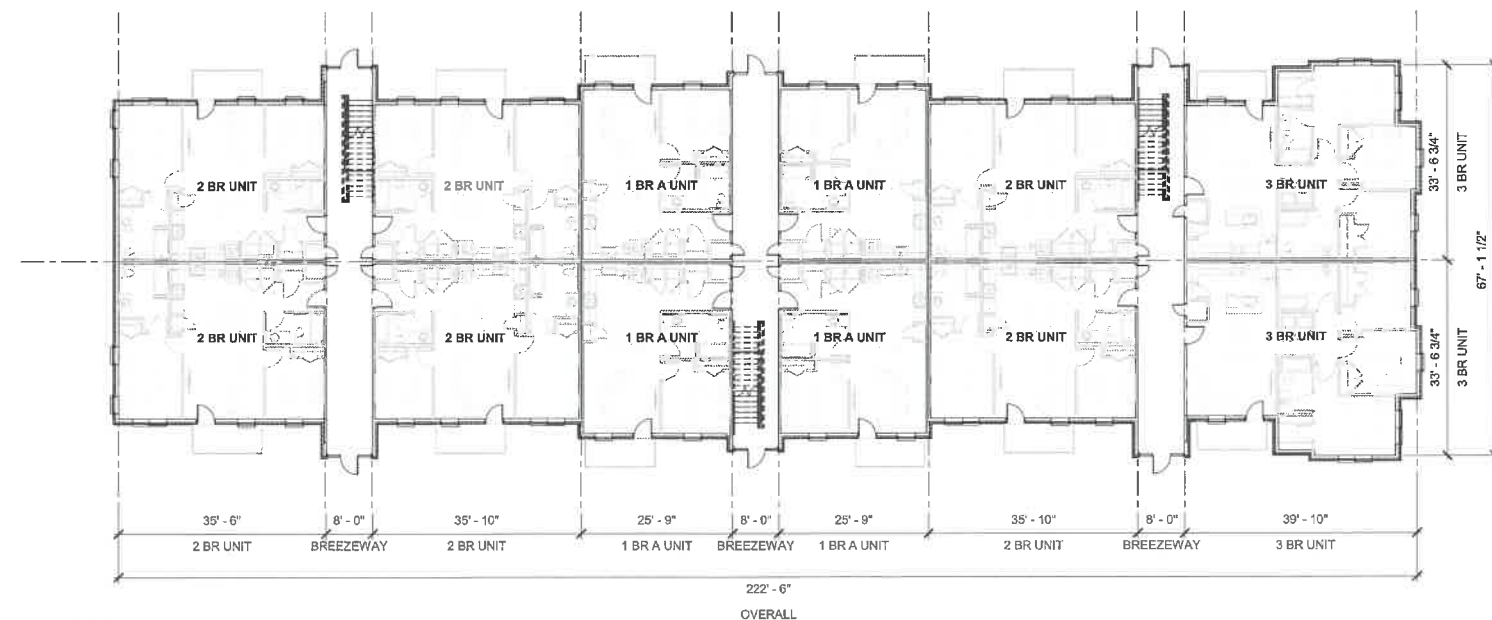 2 BR UNIT 2 BR UNIT 1 BR A UNIT 1 BR A UNIT 2 BR UNIT 3 BR UNIT
33' - 6 3/4"
3 BR UNIT
67' - 1 1/2"
2 BR UNIT 2 BR UNIT 1 BR A UNIT 1 BR A UNIT 2 BR UNIT 3 BR UNIT
33' - 6 3/4"
3 BR UNIT
35' - 6" 8' - 0" 35' - 10" 25' - 9" 8' - 0" 25' - 9" 35' - 10" 8' - 0" 39' - 10"
2 BR UNIT BREEZEWAY 2 BR UNIT 1 BR A UNIT BREEZEWAY 1 BR A UNIT 2 BR UNIT BREEZEWAY 3 BR UNIT
222' - 6"
OVERALL